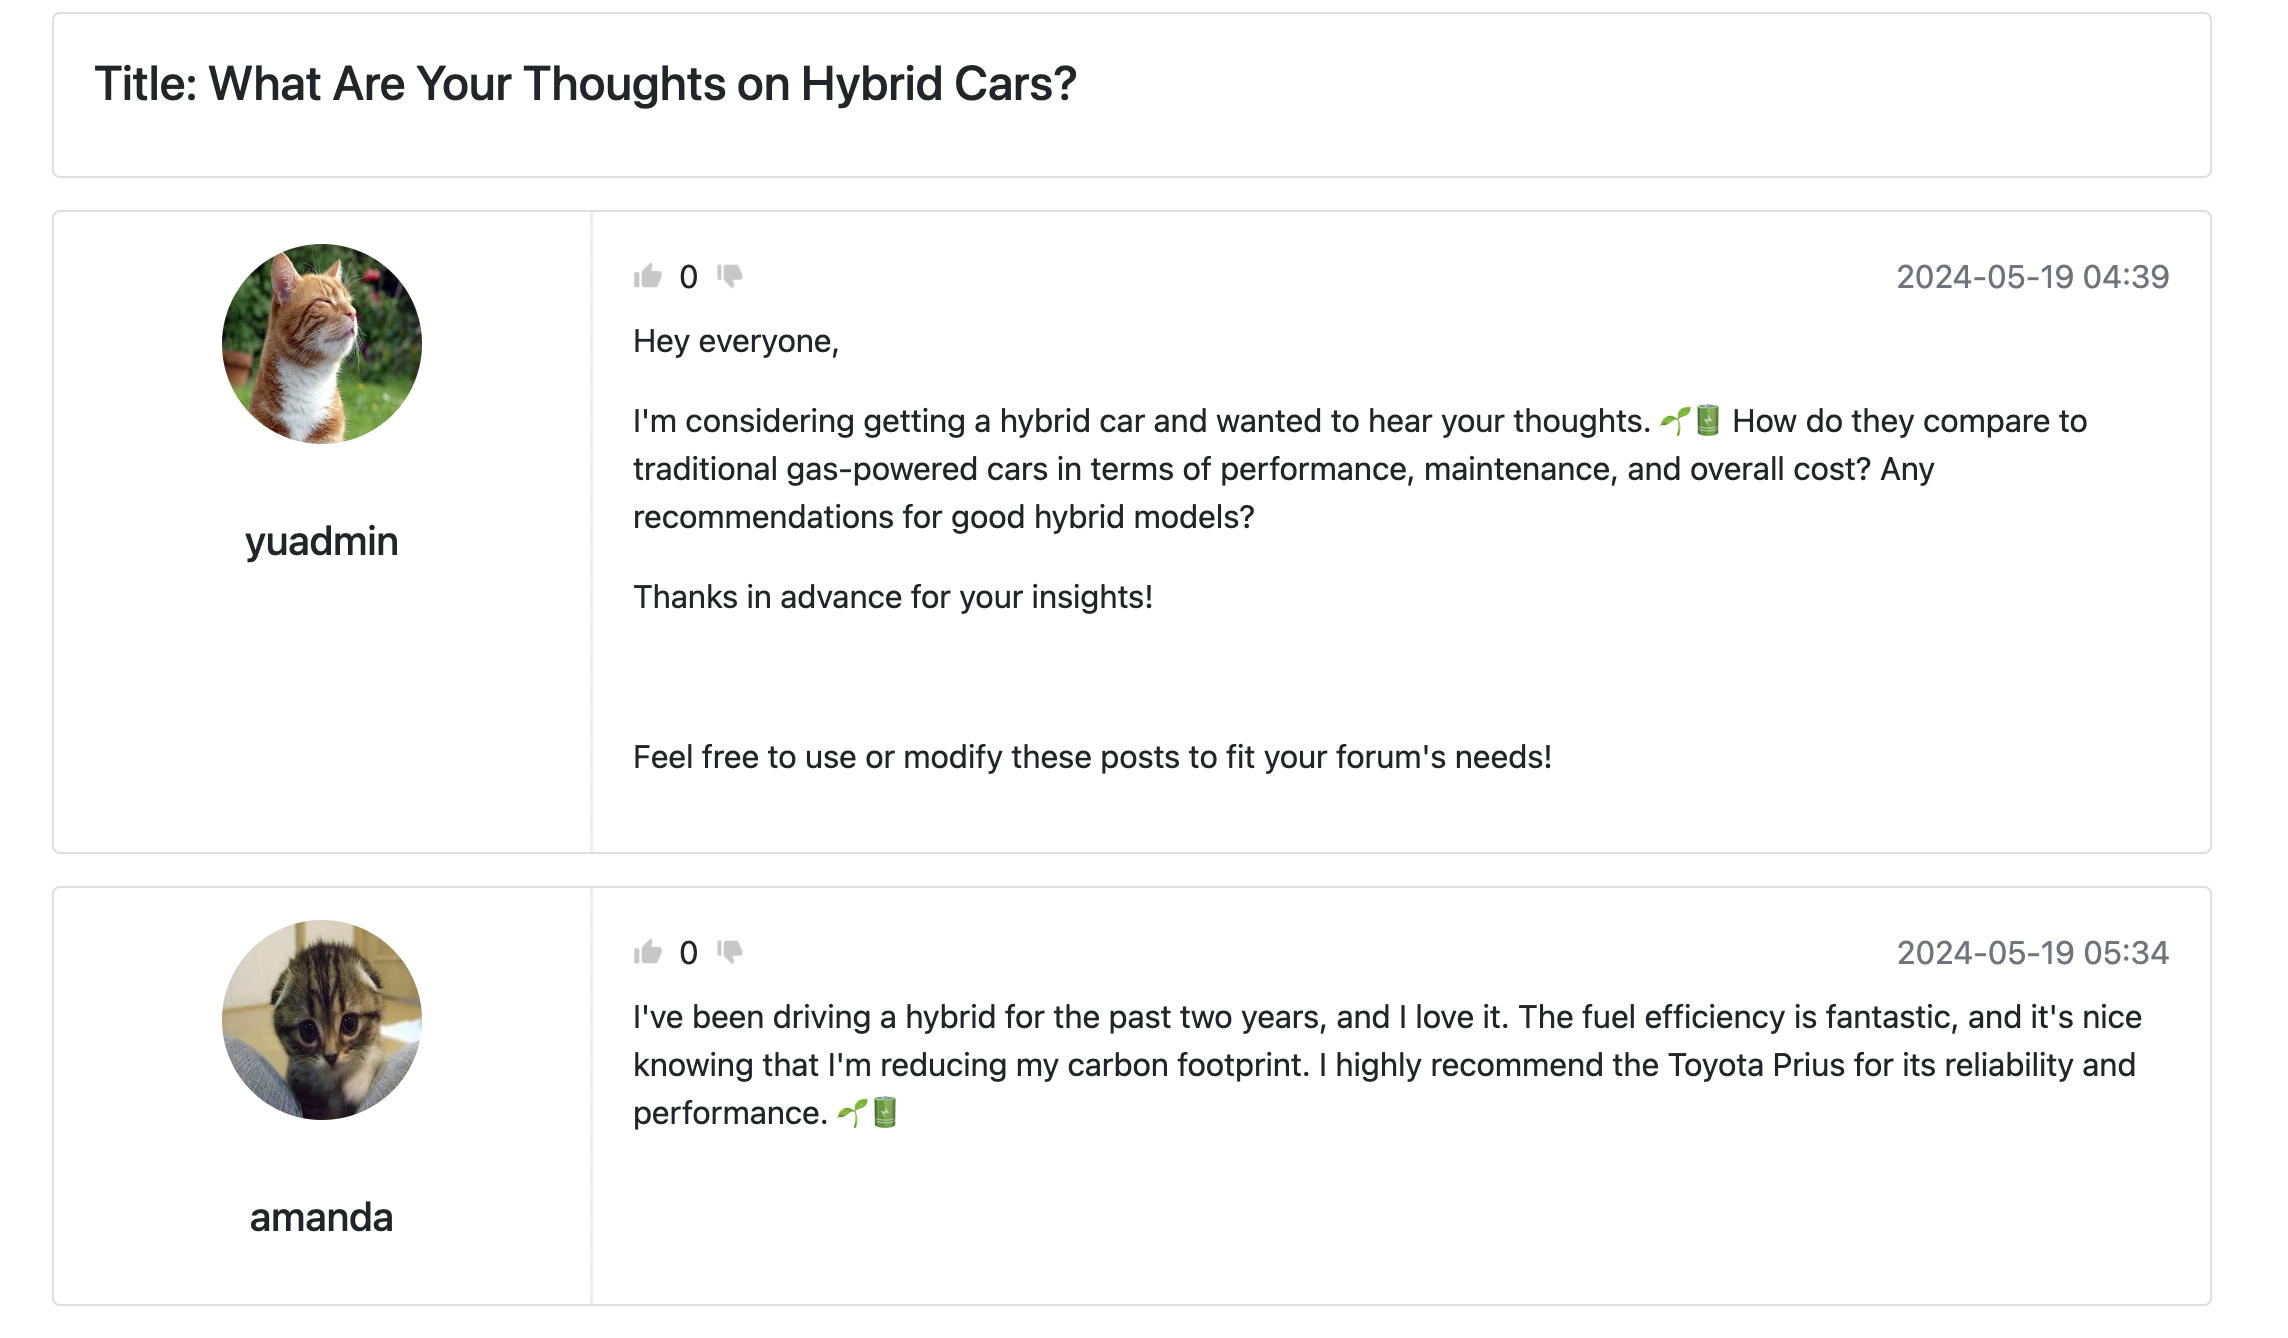 Title: What Are Your Thoughts on Hybrid Cars?
yuadmin
0
2024-05-19 04:39
Hey everyone,
I'm considering getting a hybrid car and wanted to hear your thoughts. 🌱🔋 How do they compare to
traditional gas-powered cars in terms of performance, maintenance, and overall cost? Any
recommendations for good hybrid models?
Thanks in advance for your insights!
Feel free to use or modify these posts to fit your forum's needs!
amanda
0
2024-05-19 05:34
I've been driving a hybrid for the past two years, and I love it. The fuel efficiency is fantastic, and it's nice
knowing that I'm reducing my carbon footprint. I highly recommend the Toyota Prius for its reliability and
performance. 🌱🔋